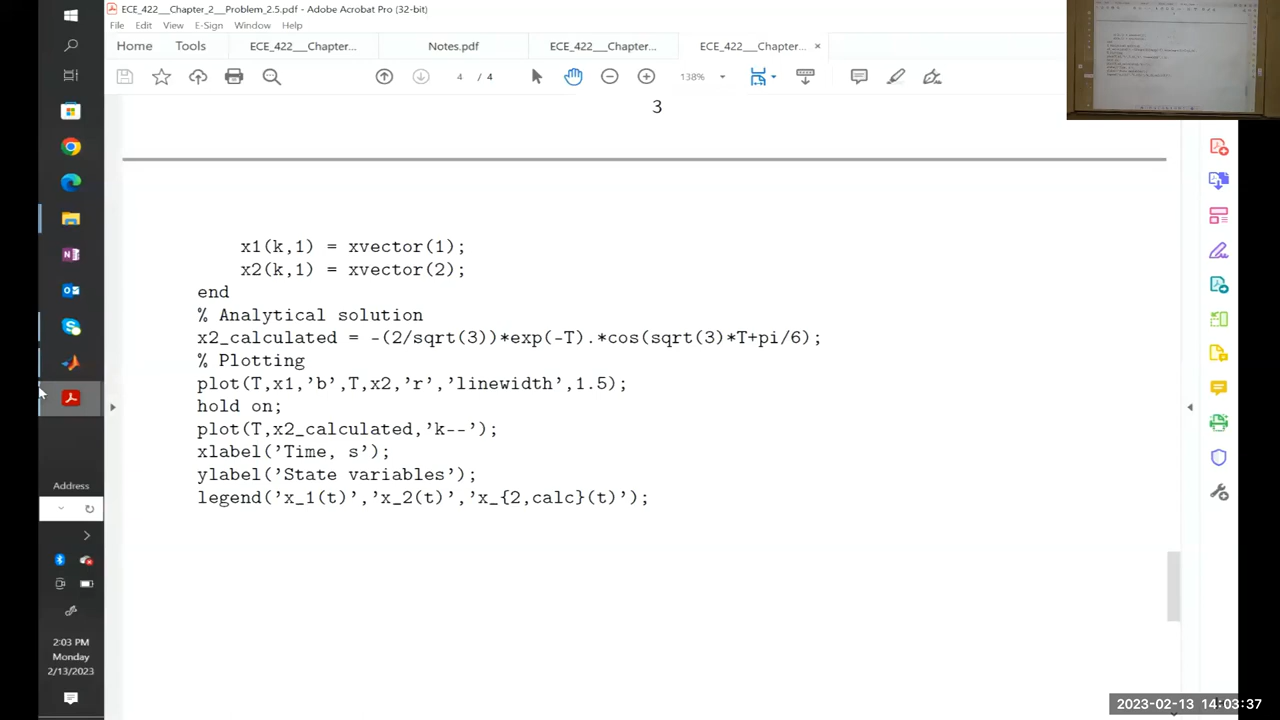 ECE_422__Chapter_2__Problem_2.5.pdf - Adobe Acrobat Pro (32-bit)
File Edit View E-Sign Window Help
Home Tools ECE_422__Chapter... Notes.pdf ECE_422__Chapter... ECE_422__Chapter... ×
4 / 4 138%
3
x1(k,1) = xvector(1);
x2(k,1) = xvector(2);
end
% Analytical solution
x2_calculated = -(2/sqrt(3))*exp(-T).*cos(sqrt(3)*T+pi/6);
% Plotting
plot(T,x1,'b',T,x2,'r','linewidth',1.5);
hold on;
plot(T,x2_calculated,'k--');
xlabel('Time, s');
ylabel('State variables');
legend('x_1(t)','x_2(t)','x_{2,calc}(t)');
Address
2:03 PM
Monday
2/13/2023
2023-02-13 14:03:37